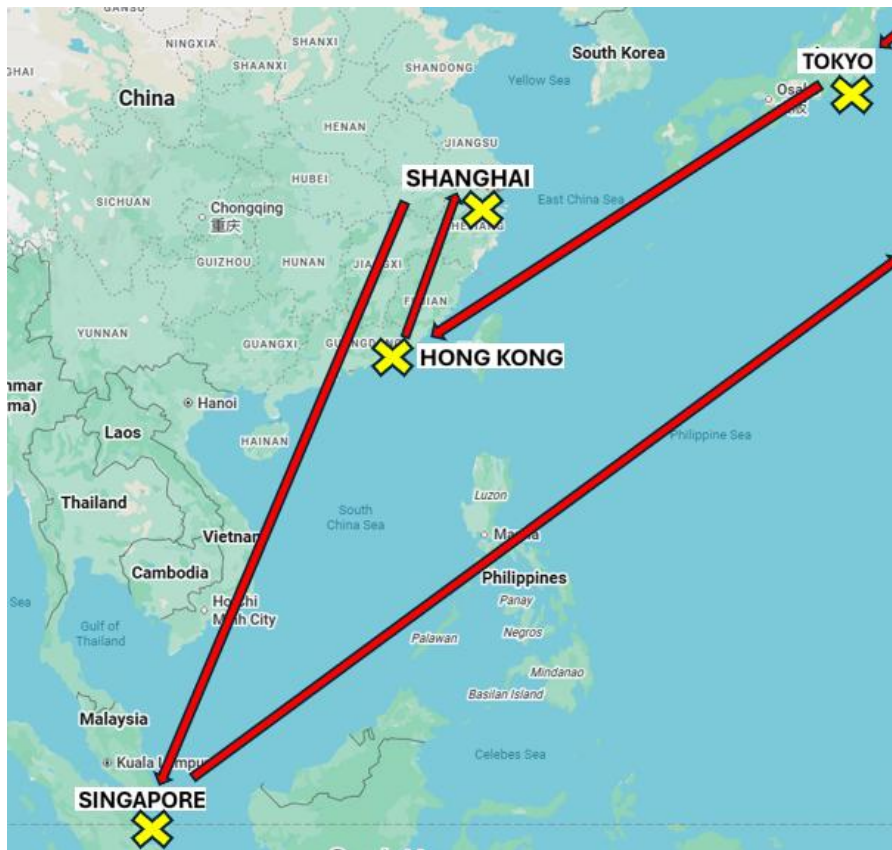 GANSU
NINGXIA
SHANXI
SHAANXI
SHANDONG
South Korea
TOKYO
Yellow Sea
China
HENAN
JIANGSU
HUBEI
SHANGHAI
SICHUAN
Chongqing
重庆
East China Sea
GUIZHOU
HUNAN
JIANGXI
YUNNAN
GUANGXI
HONG KONG
Hanoi
Laos
HAINAN
Philippine Sea
Thailand
Luzon
South
China Sea
Vietnam
Cambodia
Philippines
Panay
Gulf of
Thailand
Negros
Palawan
Mindanao
Basilan Island
Malaysia
Celebes Sea
SINGAPORE